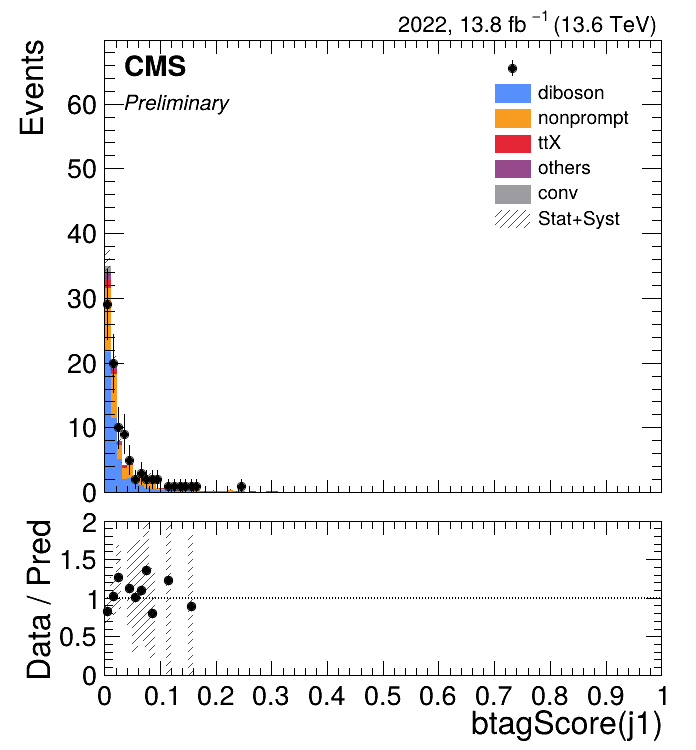 2022, 13.8 fb⁻¹ (13.6 TeV)
CMS
Preliminary
diboson
nonprompt
ttX
others
conv
Stat+Syst
Events
60
50
40
30
20
10
0
Data / Pred
2
1.5
1
0.5
0
0 0.1 0.2 0.3 0.4 0.5 0.6 0.7 0.8 0.9 1
btagScore(j1)